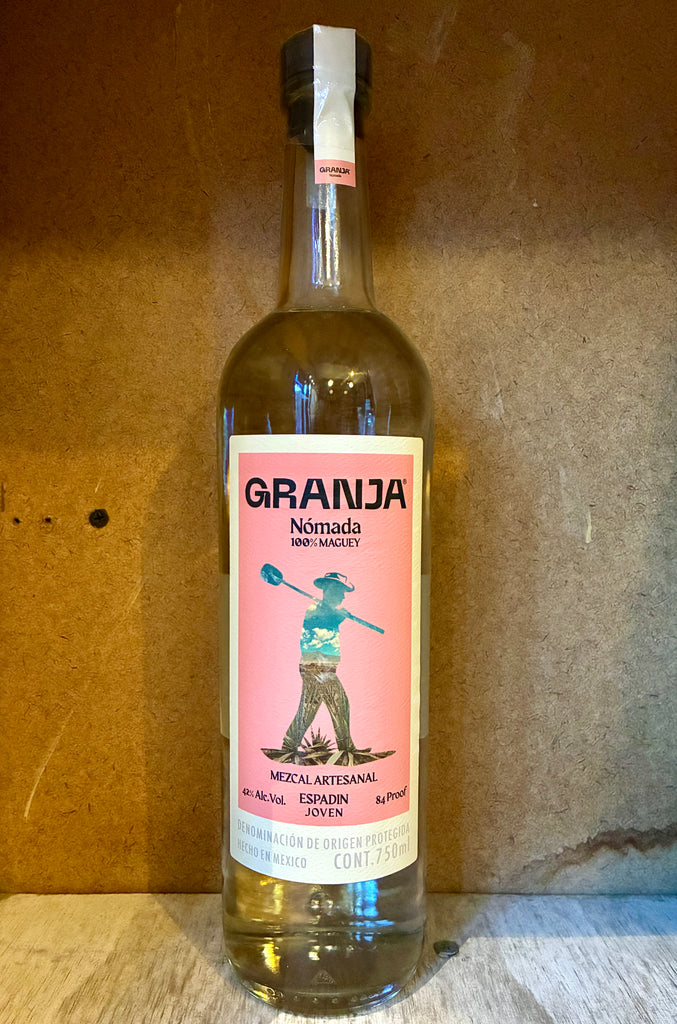 GRANJA
Nómada
GRANJA®
Nómada
100% MAGUEY
MEZCAL ARTESANAL
42% Alc.Vol. ESPADIN 84 Proof
JOVEN
DENOMINACIÓN DE ORIGEN PROTEGIDA
HECHO EN MEXICO CONT.750ml